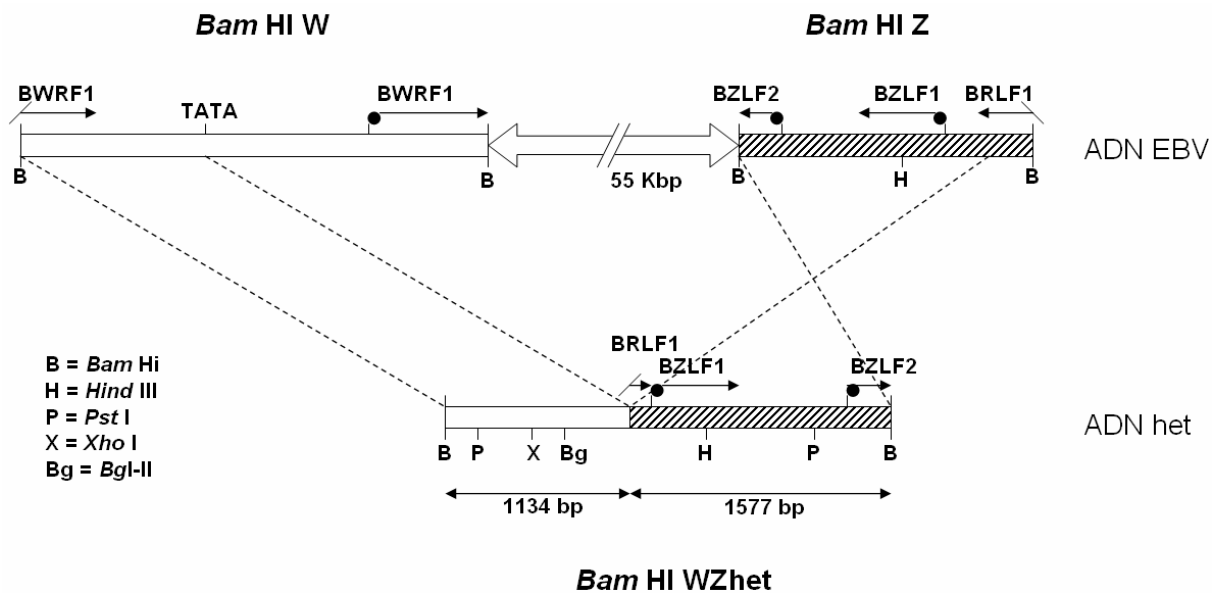 Bam HI W
Bam HI Z
BWRF1
TATA
BWRF1
BZLF2
BZLF1
BRLF1
ADN EBV
B
B
55 Kbp
B
H
B
BRLF1
BZLF1
BZLF2
B = Bam Hi
H = Hind III
P = Pst I
X = Xho I
Bg = Bgl-II
ADN het
B
P
X
Bg
H
P
B
1134 bp
1577 bp
Bam HI WZhet